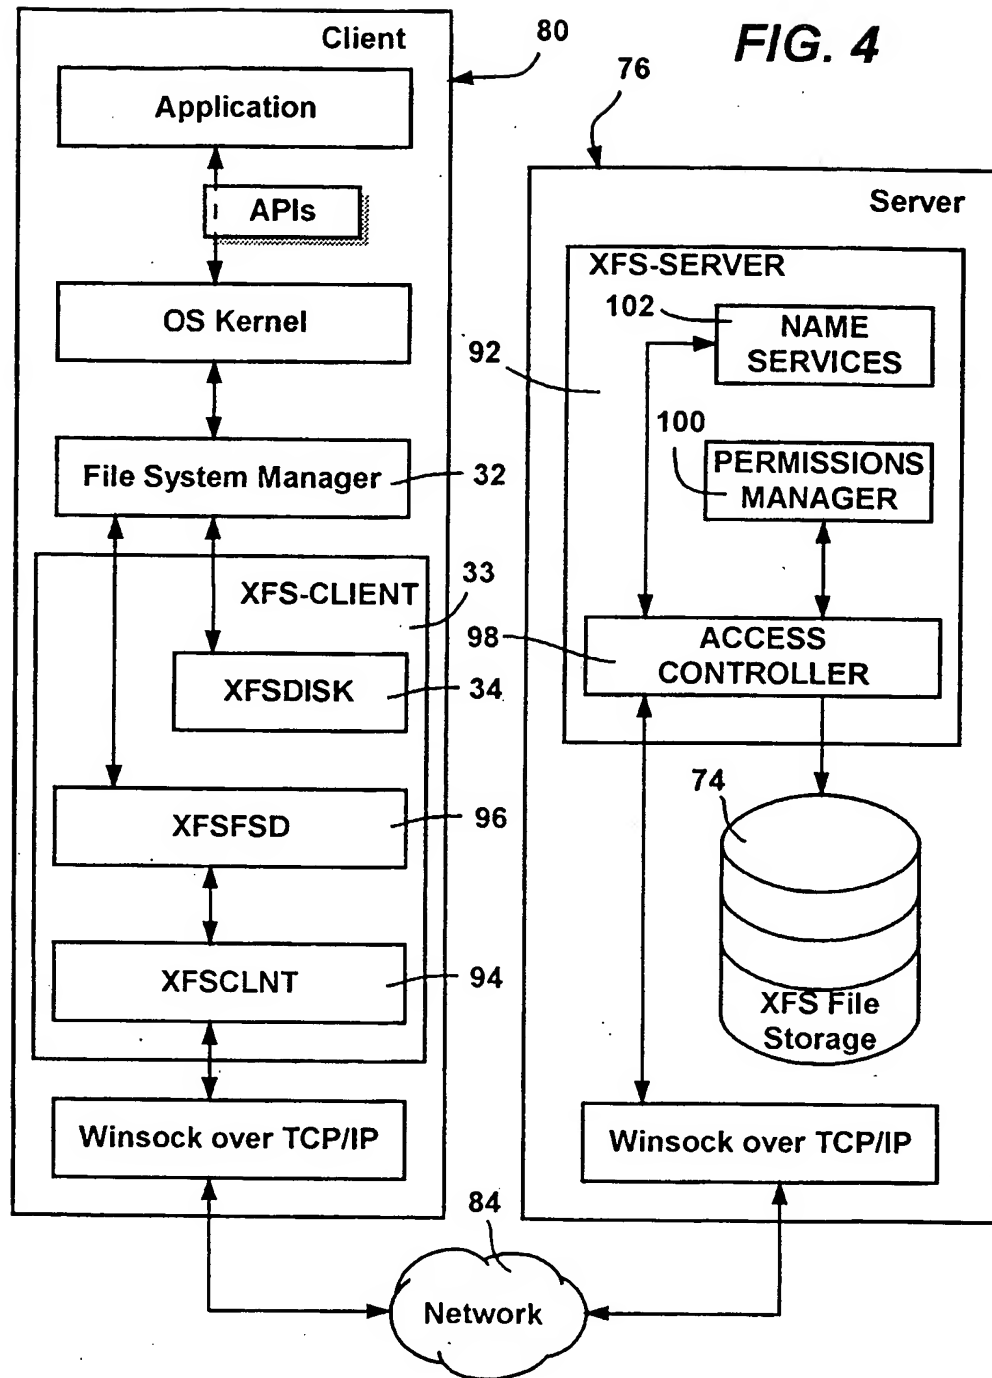 FIG. 4
Client
80
Application
APIs
OS Kernel
File System Manager
32
XFS-CLIENT
33
XFSDISK
34
XFSFSD
96
XFSCLNT
94
Winsock over TCP/IP
76
Server
XFS-SERVER
102
NAME
SERVICES
92
100
PERMISSIONS
MANAGER
98
ACCESS
CONTROLLER
74
XFS File
Storage
Winsock over TCP/IP
84
Network